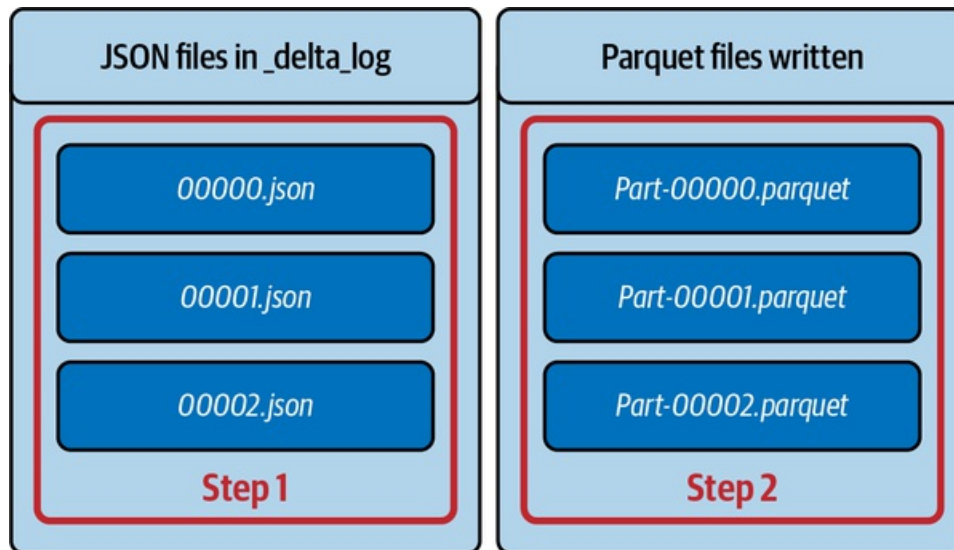 JSON files in _delta_log
00000.json
00001.json
00002.json
Step 1
Parquet files written
Part-00000.parquet
Part-00001.parquet
Part-00002.parquet
Step 2